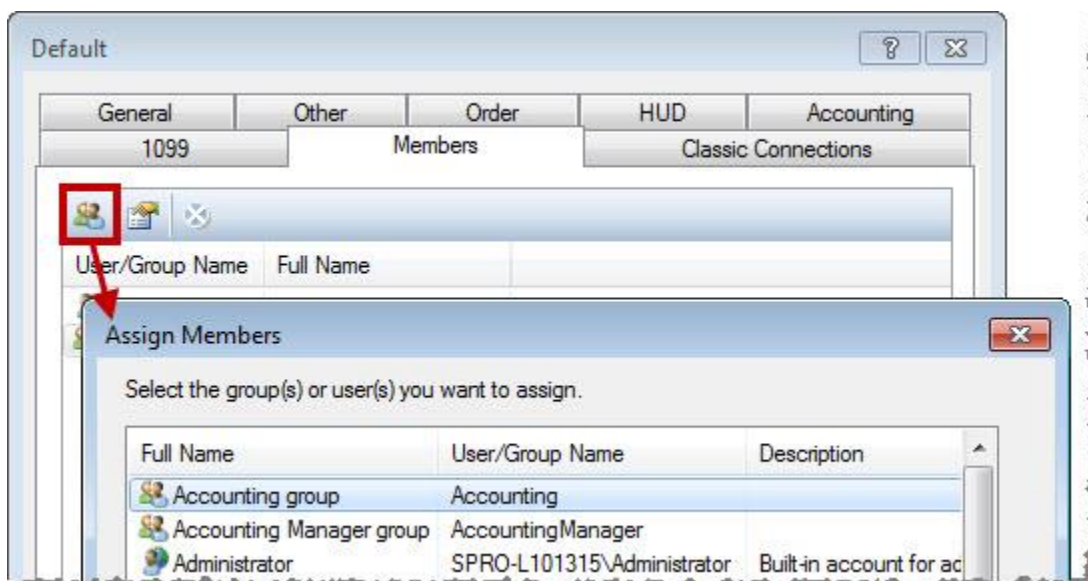 Default
General Other Order HUD Accounting
1099 Members Classic Connections
User/Group Name Full Name
Assign Members
Select the group(s) or user(s) you want to assign.
Full Name User/Group Name Description
Accounting group Accounting
Accounting Manager group AccountingManager
Administrator SPRO-L101315\Administrator Built-in account for ad